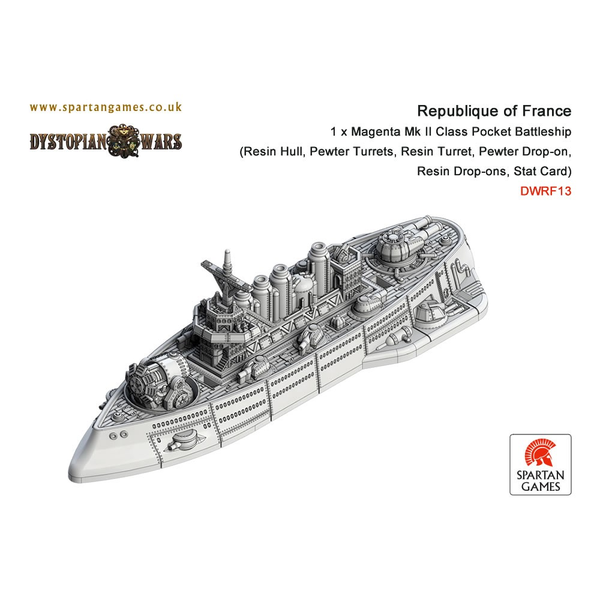 www.spartangames.co.uk
DYSTOPIAN WARS
Republique of France
1 x Magenta Mk II Class Pocket Battleship
(Resin Hull, Pewter Turrets, Resin Turret, Pewter Drop-on,
Resin Drop-ons, Stat Card)
DWRF13
SPARTAN
GAMES